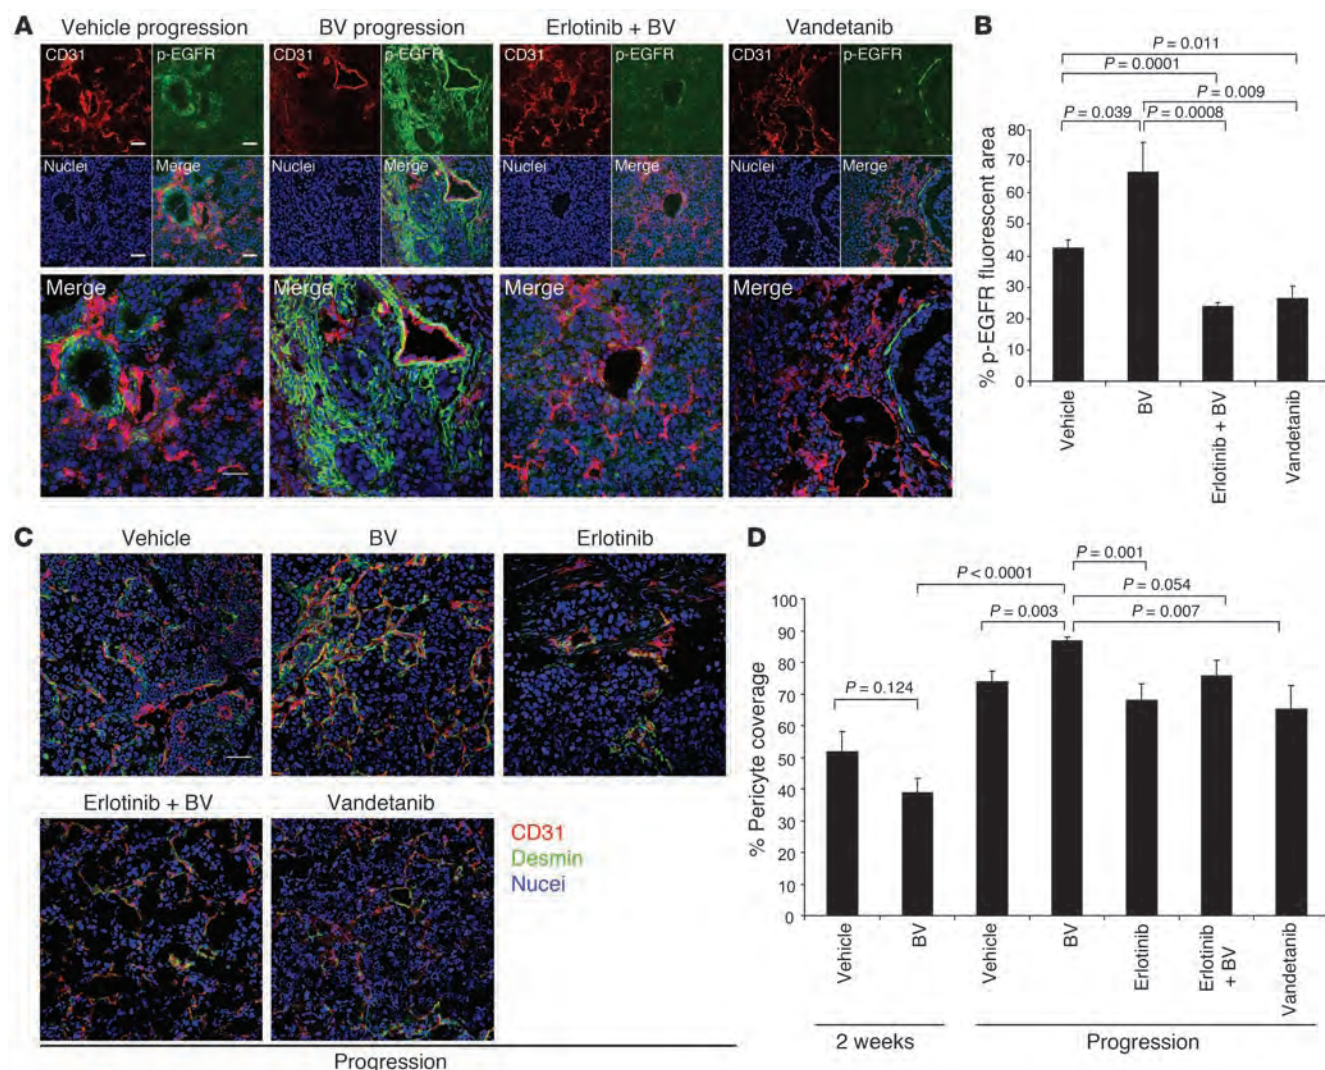 A
Vehicle progression
BV progression
Erlotinib + BV
Vandetanib
CD31
p-EGFR
CD31
p-EGFR
CD31
p-EGFR
CD31
p-EGFR
Nuclei
Merge
Nuclei
Merge
Nuclei
Merge
Nuclei
Merge
Merge
Merge
Merge
Merge
B
P = 0.011
P = 0.0001
P = 0.009
P = 0.039
P = 0.0008
% p-EGFR fluorescent area
80
70
60
50
40
30
20
10
0
Vehicle
BV
Erlotinib + BV
Vandetanib
C
Vehicle
BV
Erlotinib
Erlotinib + BV
Vandetanib
CD31
Desmin
Nucei
Progression
D
P = 0.001
P < 0.0001
P = 0.054
P = 0.003
P = 0.007
P = 0.124
% Pericyte coverage
100
90
80
70
60
50
40
30
20
10
0
Vehicle
BV
Vehicle
BV
Erlotinib
Erlotinib
+ BV
Vandetanib
2 weeks
Progression